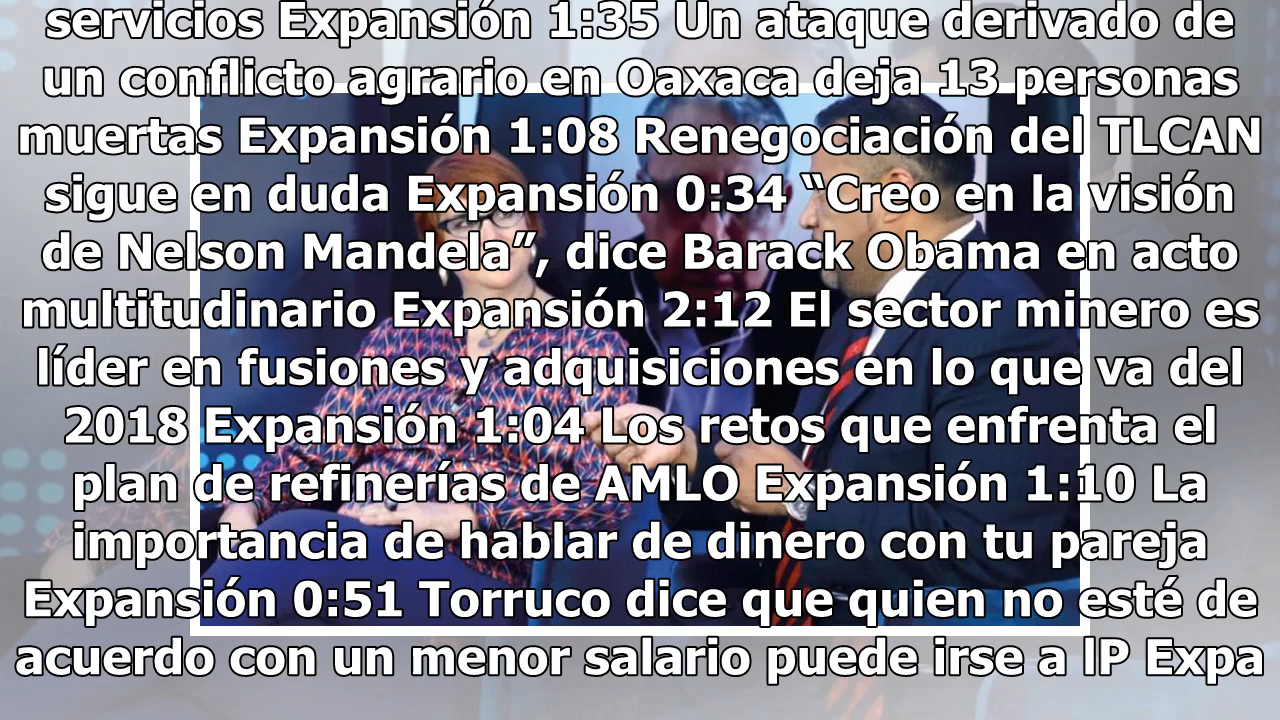 servicios Expansión 1:35 Un ataque derivado de
un conflicto agrario en Oaxaca deja 13 personas
muertas Expansión 1:08 Renegociación del TLCAN
sigue en duda Expansión 0:34 “Creo en la visión
de Nelson Mandela”, dice Barack Obama en acto
multitudinario Expansión 2:12 El sector minero es
líder en fusiones y adquisiciones en lo que va del
2018 Expansión 1:04 Los retos que enfrenta el
plan de refinerías de AMLO Expansión 1:10 La
importancia de hablar de dinero con tu pareja
Expansión 0:51 Torruco dice que quien no esté de
acuerdo con un menor salario puede irse a lP Expa